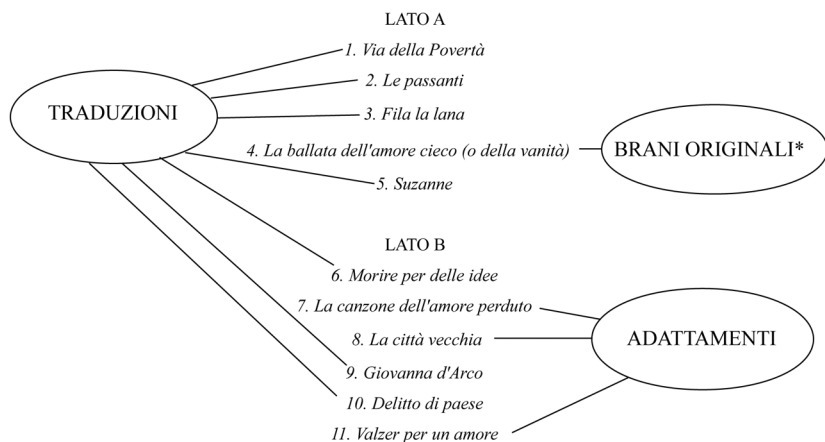 LATO A
1. Via della Povertà
2. Le passanti
TRADUZIONI
3. Fila la lana
4. La ballata dell'amore cieco (o della vanità)
BRANI ORIGINALI*
5. Suzanne
LATO B
6. Morire per delle idee
7. La canzone dell'amore perduto
8. La città vecchia
ADATTAMENTI
9. Giovanna d'Arco
10. Delitto di paese
11. Valzer per un amore